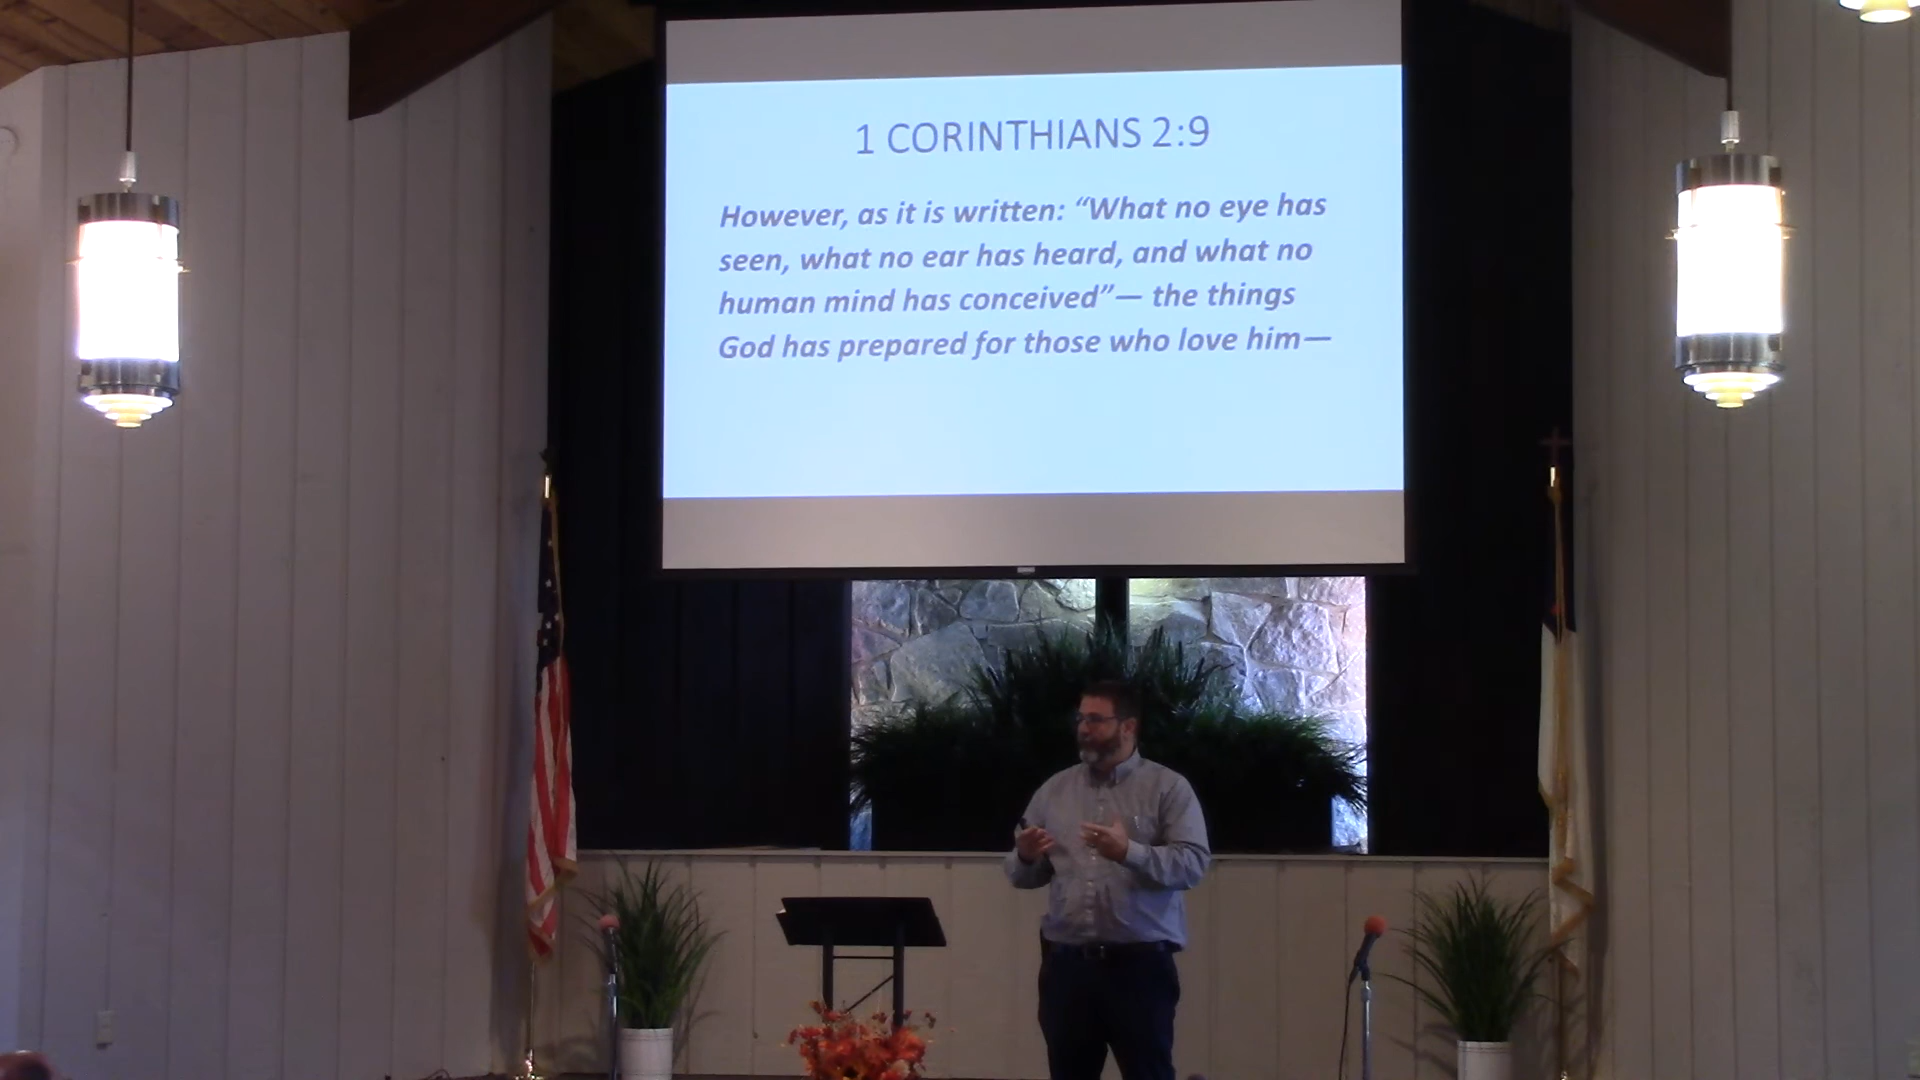 1 CORINTHIANS 2:9
However, as it is written: “What no eye has
seen, what no ear has heard, and what no
human mind has conceived”— the things
God has prepared for those who love him—